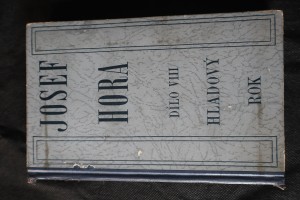 JOSEF
HORA
DÍLO VIII
HLADOVÝ
ROK